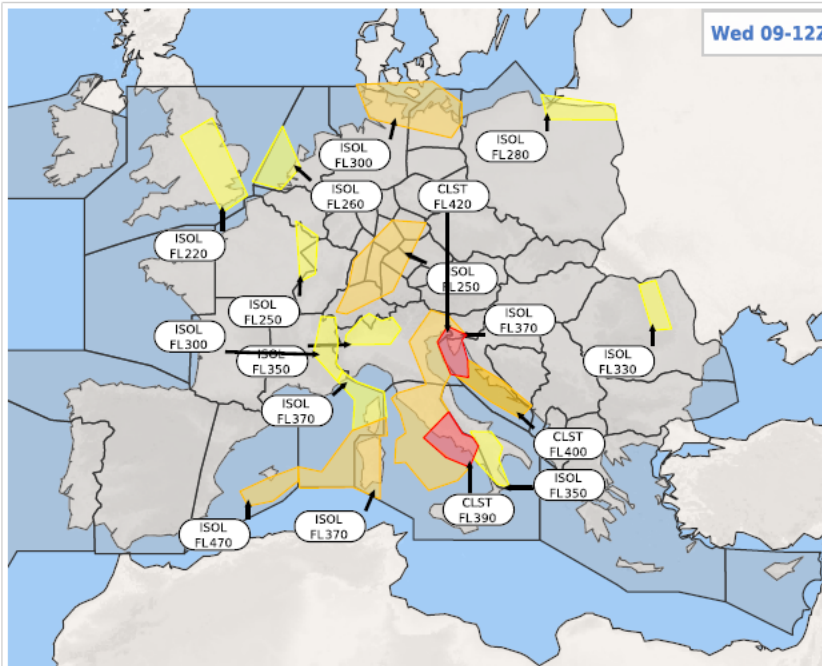 Wed 09-12Z
ISOL
FL300
ISOL
FL280
ISOL
FL260
CLST
FL420
ISOL
FL220
ISOL
FL250
ISOL
FL250
ISOL
FL370
ISOL
FL300
ISOL
FL350
ISOL
FL330
ISOL
FL370
CLST
FL400
ISOL
FL350
CLST
FL390
ISOL
FL470
ISOL
FL370